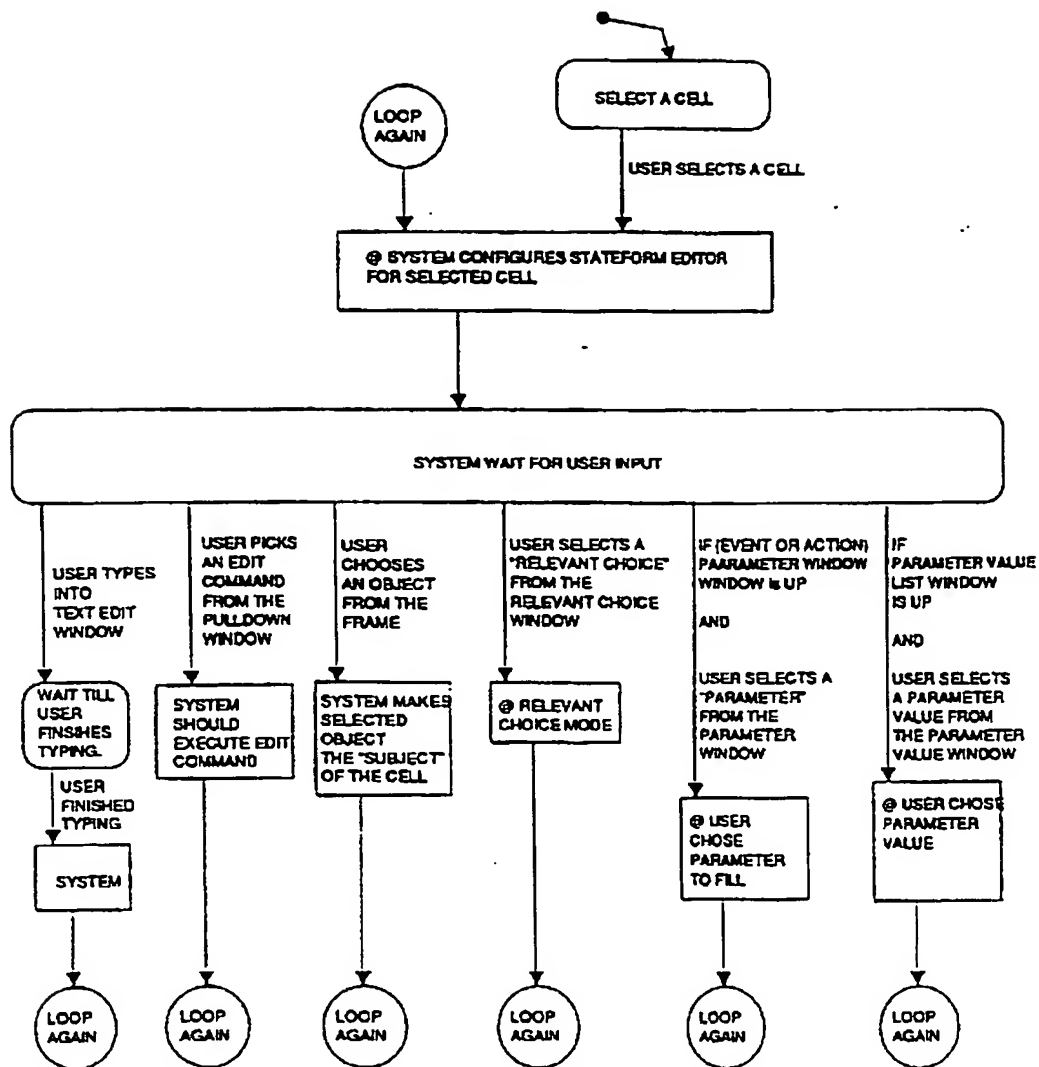 SELECT A CELL
LOOP
AGAIN
USER SELECTS A CELL
@ SYSTEM CONFIGURES STATEFORM EDITOR
FOR SELECTED CELL
SYSTEM WAIT FOR USER INPUT
USER TYPES
INTO
TEXT EDIT
WINDOW
USER PICKS
AN EDIT
COMMAND
FROM THE
PULLDOWN
WINDOW
USER
CHOOSES
AN OBJECT
FROM THE
FRAME
USER SELECTS A
"RELEVANT CHOICE"
FROM THE
RELEVANT CHOICE
WINDOW
IF (EVENT OR ACTION)
PAARAMETER WINDOW
WINDOW IS UP
AND
USER SELECTS A
"PARAMETER"
FROM THE
PARAMETER
WINDOW
IF
PARAMETER VALUE
LIST WINDOW
IS UP
AND
USER SELECTS
A PARAMETER
VALUE FROM
THE PARAMETER
VALUE WINDOW
WAIT TILL
USER
FINSIHES
TYPING.
SYSTEM
SHOULD
EXECUTE EDIT
COMMAND
SYSTEM MAKES
SELECTED
OBJECT
THE "SUBJECT"
OF THE CELL
@ RELEVANT
CHOICE MODE
USER
FINISHED
TYPING
@ USER
CHOSE
PARAMETER
TO FILL
@ USER CHOSE
PARAMETER
VALUE
SYSTEM
LOOP
AGAIN
LOOP
AGAIN
LOOP
AGAIN
LOOP
AGAIN
LOOP
AGAIN
LOOP
AGAIN